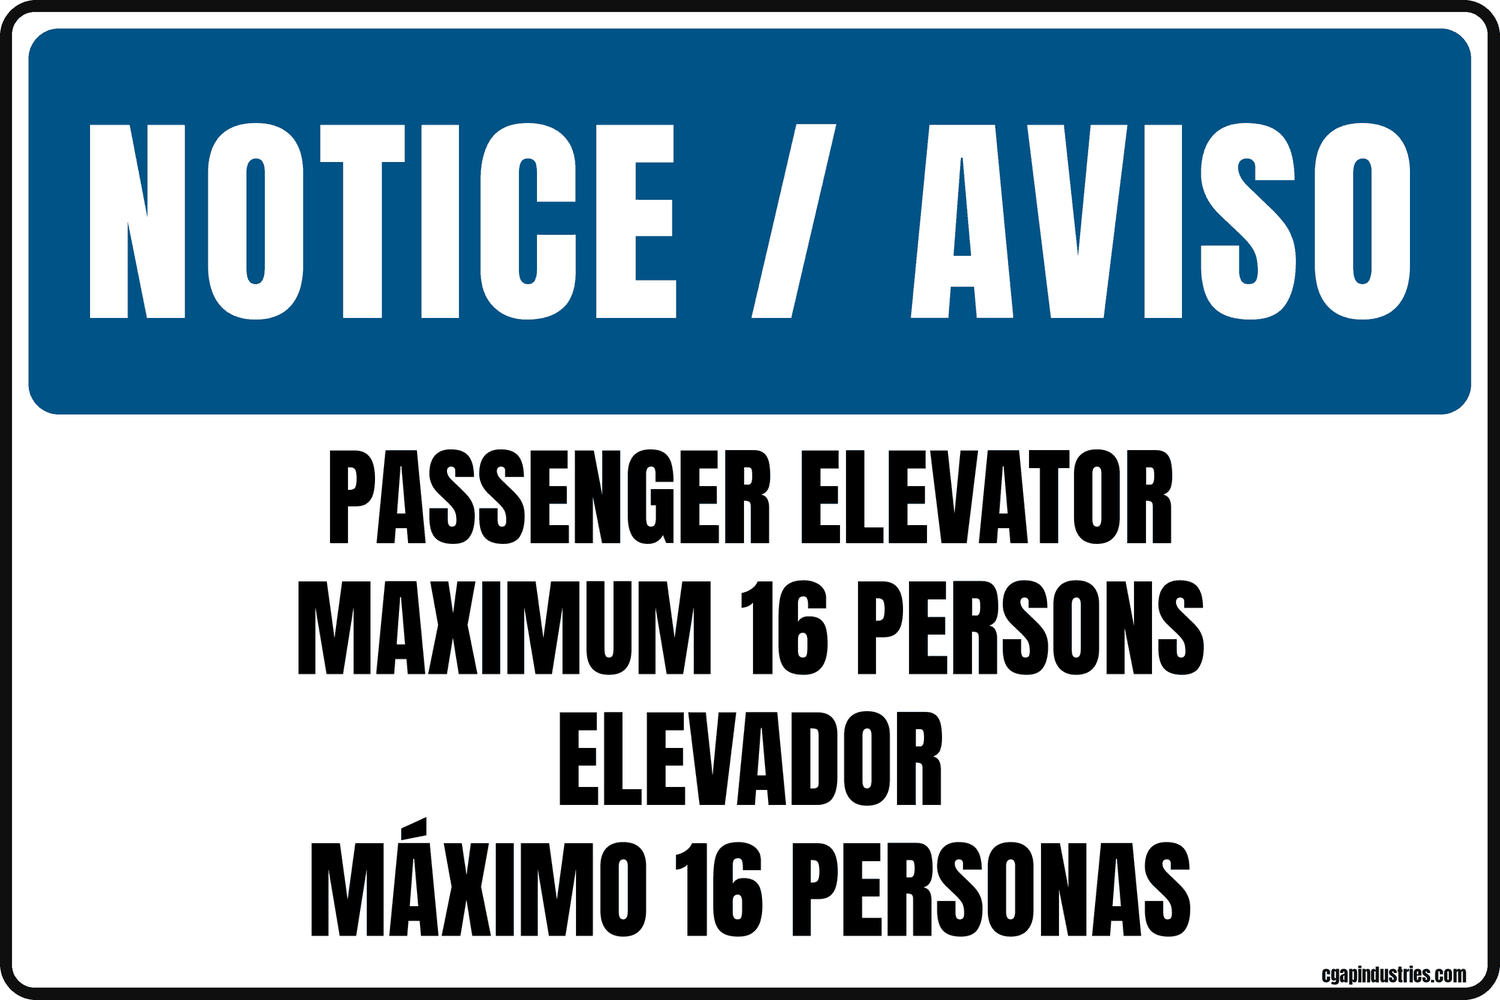 NOTICE / AVISO
PASSENGER ELEVATOR
MAXIMUM 16 PERSONS
ELEVADOR
MÁXIMO 16 PERSONAS
cgapindustries.com